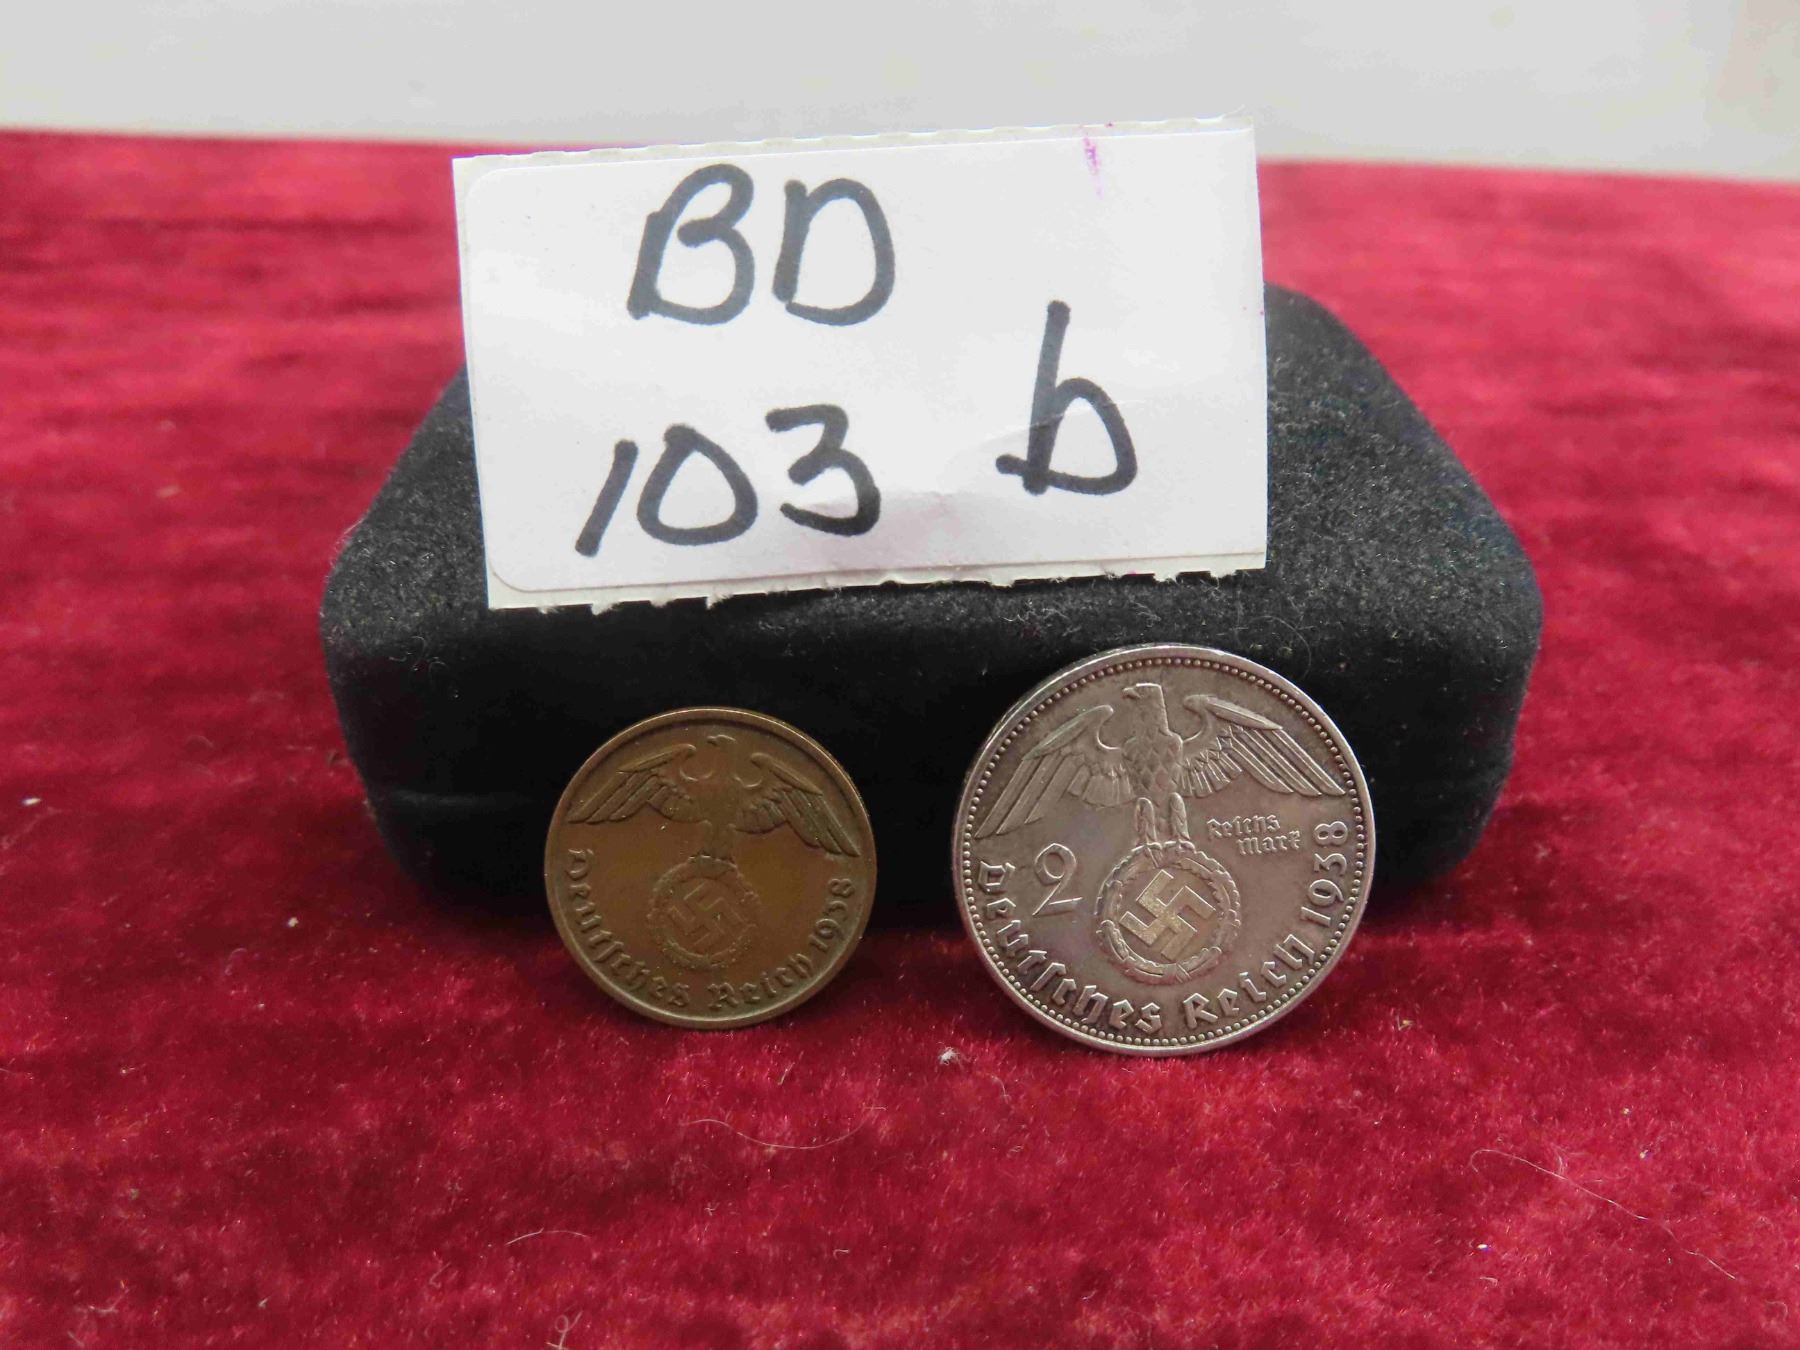 BD
103 b
Deutsches Reich 1938
2 Reichs
Mark
Deutsches Reich 1938